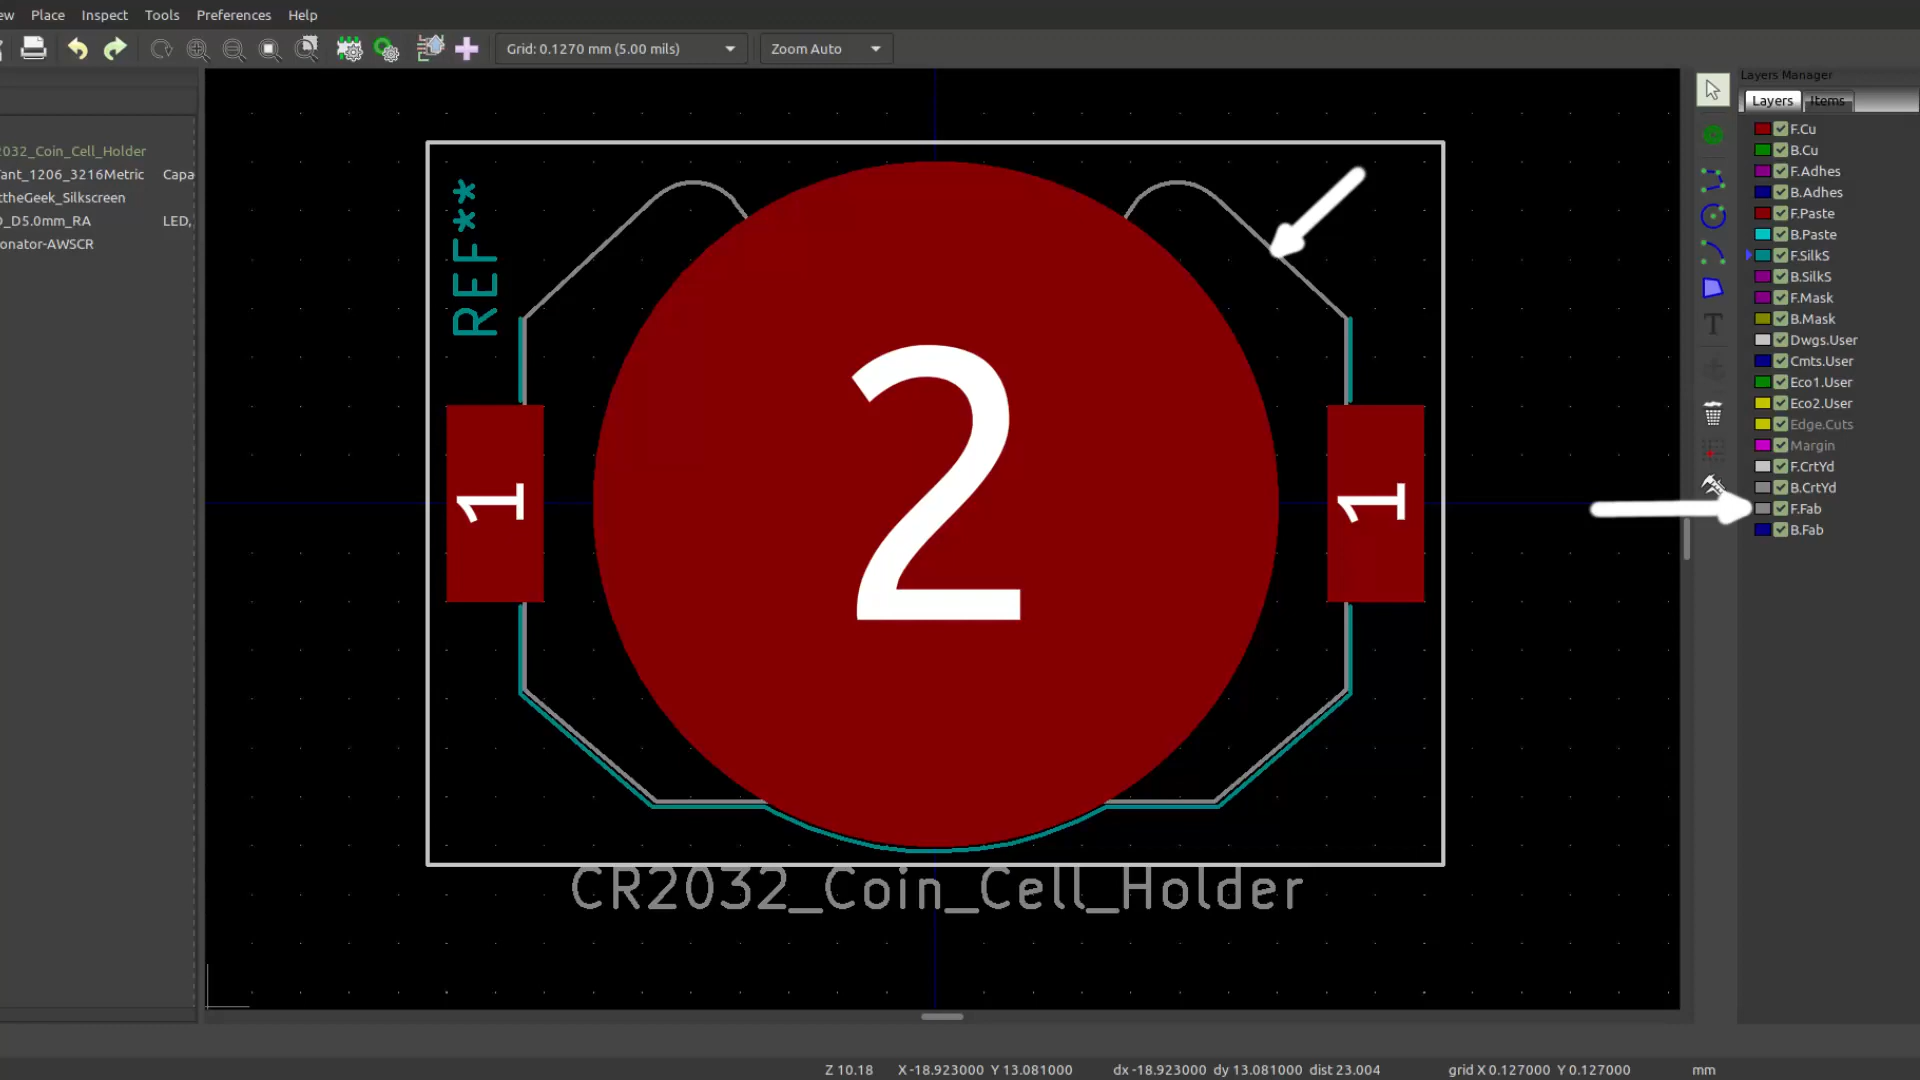 Place Inspect Tools Preferences Help
Grid: 0.1270 mm (5.00 mils)
Zoom Auto
032_Coin_Cell_Holder
ant_1206_3216Metric Capa
ttheGeek_Silkscreen
_D5.0mm_RA LED,
onator-AWSCR
REF**
1
2
1
CR2032_Coin_Cell_Holder
Layers Manager
Layers Items
F.Cu
B.Cu
F.Adhes
B.Adhes
F.Paste
B.Paste
F.SilkS
B.SilkS
F.Mask
B.Mask
Dwgs.User
Cmts.User
Eco1.User
Eco2.User
Edge.Cuts
Margin
F.CrtYd
B.CrtYd
F.Fab
B.Fab
Z 10.18 X -18.923000 Y 13.081000 dx -18.923000 dy 13.081000 dist 23.004 grid X 0.127000 Y 0.127000 mm